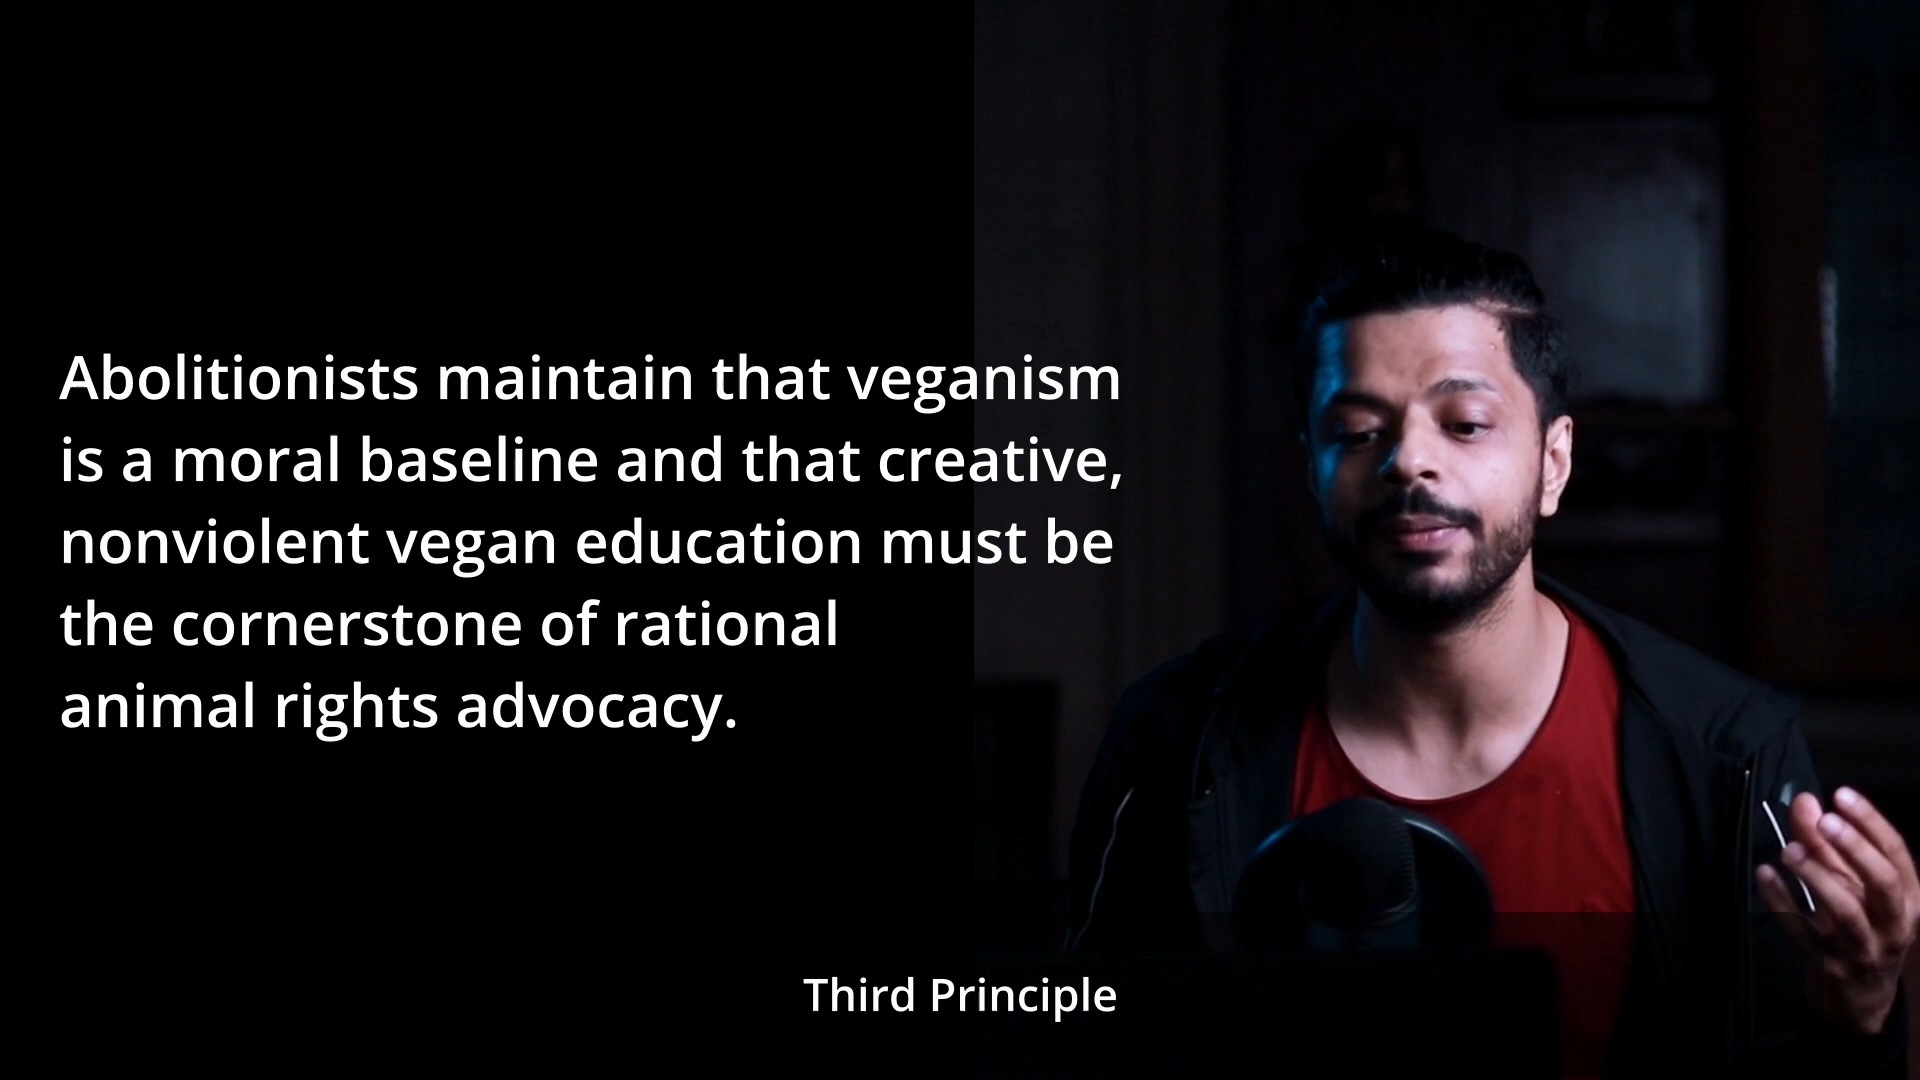 Abolitionists maintain that veganism
is a moral baseline and that creative,
nonviolent vegan education must be
the cornerstone of rational
animal rights advocacy.
Third Principle